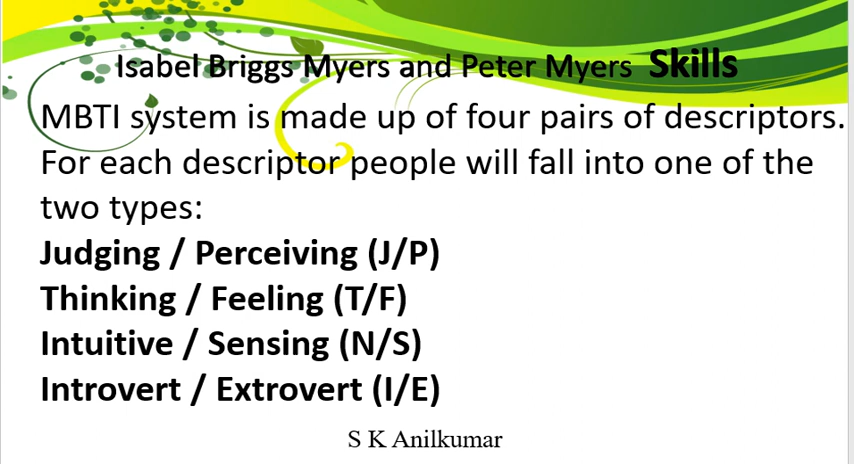 Isabel Briggs Myers and Peter Myers Skills
MBTI system is made up of four pairs of descriptors.
For each descriptor people will fall into one of the
two types:
Judging / Perceiving (J/P)
Thinking / Feeling (T/F)
Intuitive / Sensing (N/S)
Introvert / Extrovert (I/E)
S K Anilkumar